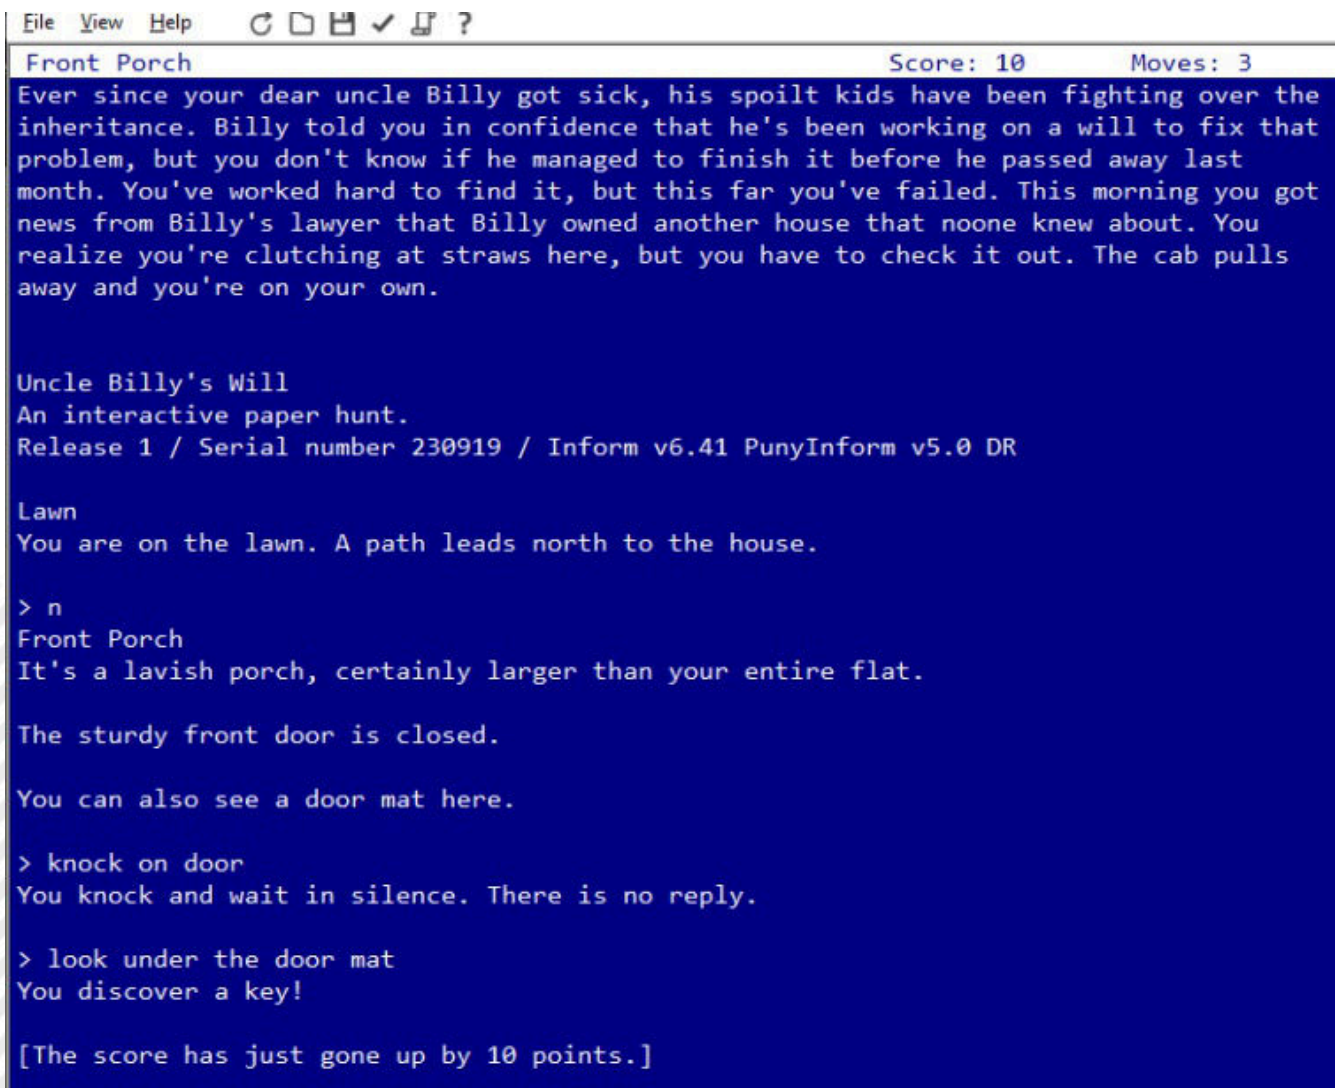 File View Help ?
Front Porch Score: 10 Moves: 3
Ever since your dear uncle Billy got sick, his spoilt kids have been fighting over the
inheritance. Billy told you in confidence that he's been working on a will to fix that
problem, but you don't know if he managed to finish it before he passed away last
month. You've worked hard to find it, but this far you've failed. This morning you got
news from Billy's lawyer that Billy owned another house that noone knew about. You
realize you're clutching at straws here, but you have to check it out. The cab pulls
away and you're on your own.
Uncle Billy's Will
An interactive paper hunt.
Release 1 / Serial number 230919 / Inform v6.41 PunyInform v5.0 DR
Lawn
You are on the lawn. A path leads north to the house.
> n
Front Porch
It's a lavish porch, certainly larger than your entire flat.
The sturdy front door is closed.
You can also see a door mat here.
> knock on door
You knock and wait in silence. There is no reply.
> look under the door mat
You discover a key!
[The score has just gone up by 10 points.]